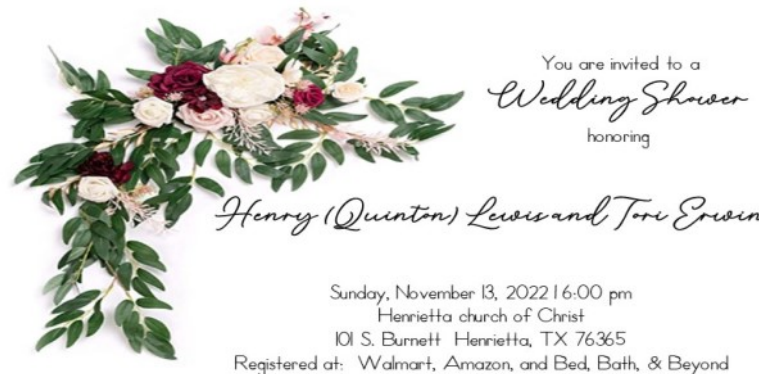 You are invited to a
Wedding Shower
honoring
Henry (Quinton) Lewis and Tori Erwin
Sunday, November 13, 2022 | 6:00 pm
Henrietta church of Christ
101 S. Burnett Henrietta, TX 76365
Registered at: Walmart, Amazon, and Bed, Bath, & Beyond